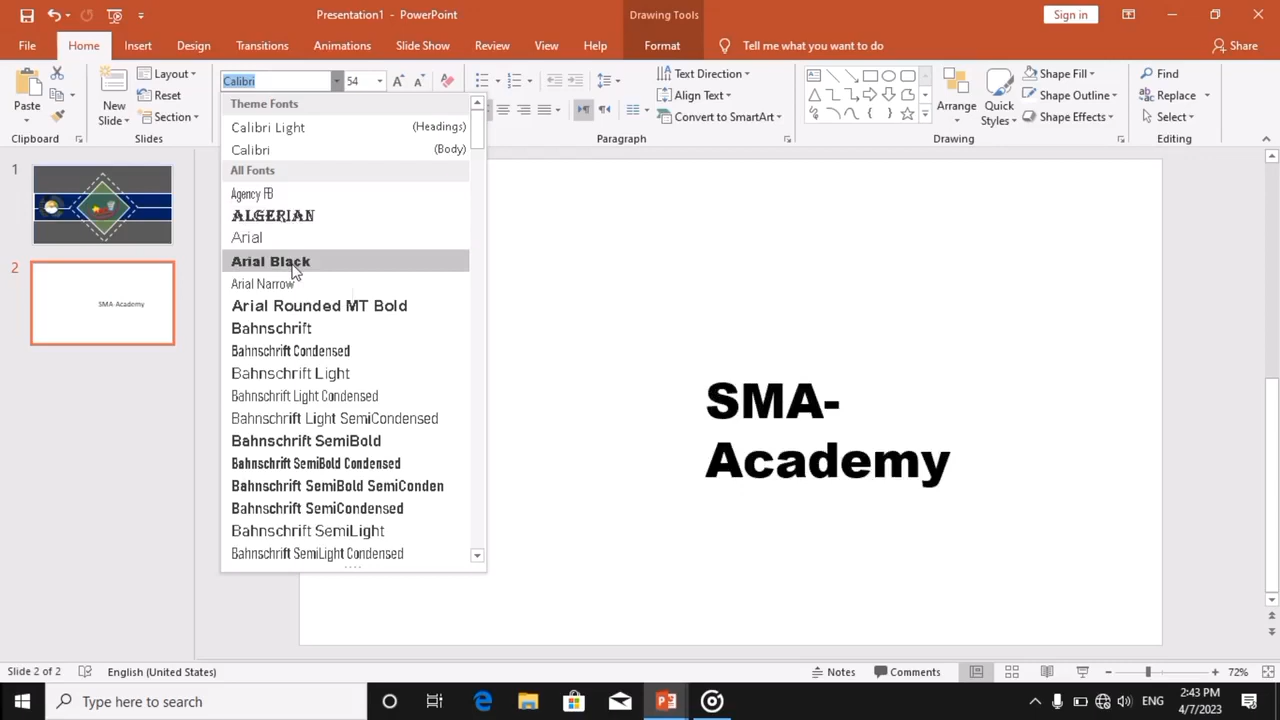 Presentation1 - PowerPoint
Drawing Tools
Sign in
File Home Insert Design Transitions Animations Slide Show Review View Help Format Tell me what you want to do Share
Paste
New Slide
Layout
Reset
Section
Calibri 54
Text Direction
Align Text
Convert to SmartArt
Arrange
Quick Styles
Shape Fill
Shape Outline
Shape Effects
Find
Replace
Select
Clipboard Slides Paragraph Drawing Editing
Theme Fonts
Calibri Light (Headings)
Calibri (Body)
All Fonts
Agency FB
ALGERIAN
Arial
Arial Black
Arial Narrow
Arial Rounded MT Bold
Bahnschrift
Bahnschrift Condensed
Bahnschrift Light
Bahnschrift Light Condensed
Bahnschrift Light SemiCondensed
Bahnschrift SemiBold
Bahnschrift SemiBold Condensed
Bahnschrift SemiBold SemiConden
Bahnschrift SemiCondensed
Bahnschrift SemiLight
Bahnschrift SemiLight Condensed
1
2
SMA-Academy
SMA-
Academy
Slide 2 of 2 English (United States) Notes Comments 72%
Type here to search
ENG
2:43 PM
4/7/2023